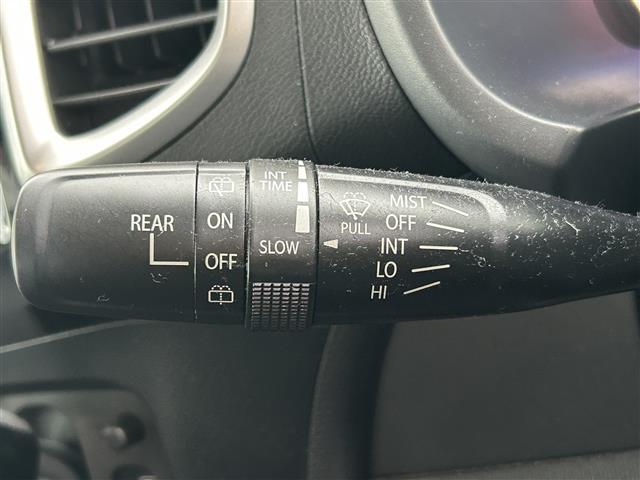 REAR
ON
OFF
INT
TIME
SLOW
PULL
MIST
OFF
INT
LO
HI